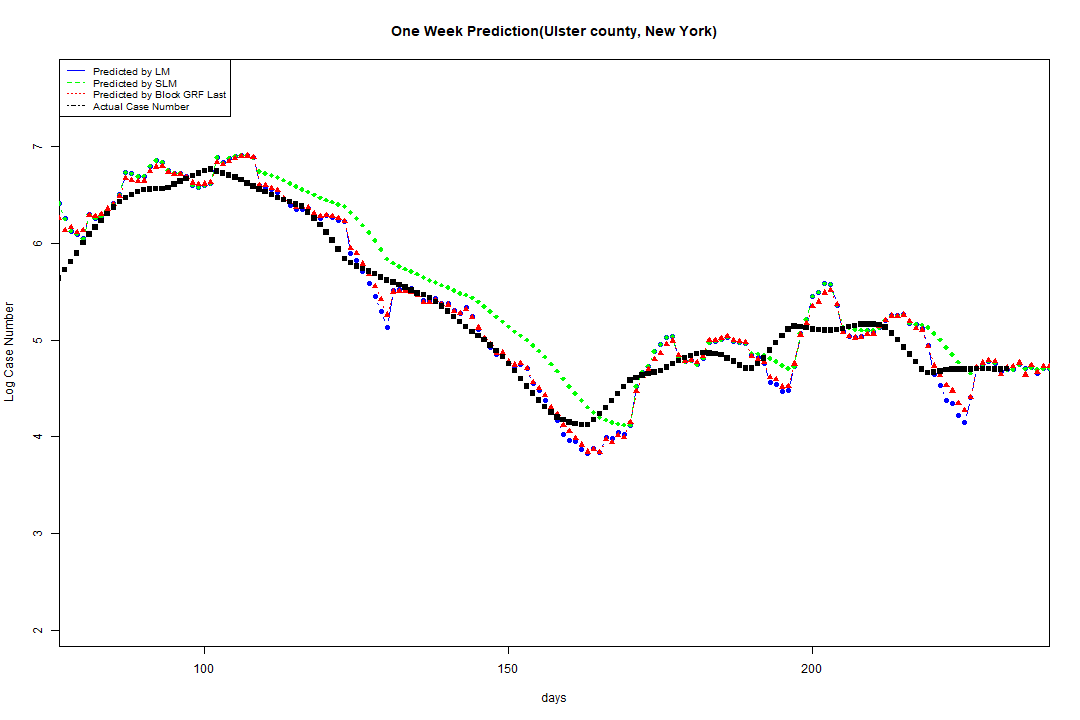 One Week Prediction(Ulster county, New York)
Predicted by LM
Predicted by SLM
Predicted by Block GRF Last
Actual Case Number
7
6
5
4
3
2
Log Case Number
100 150 200
days